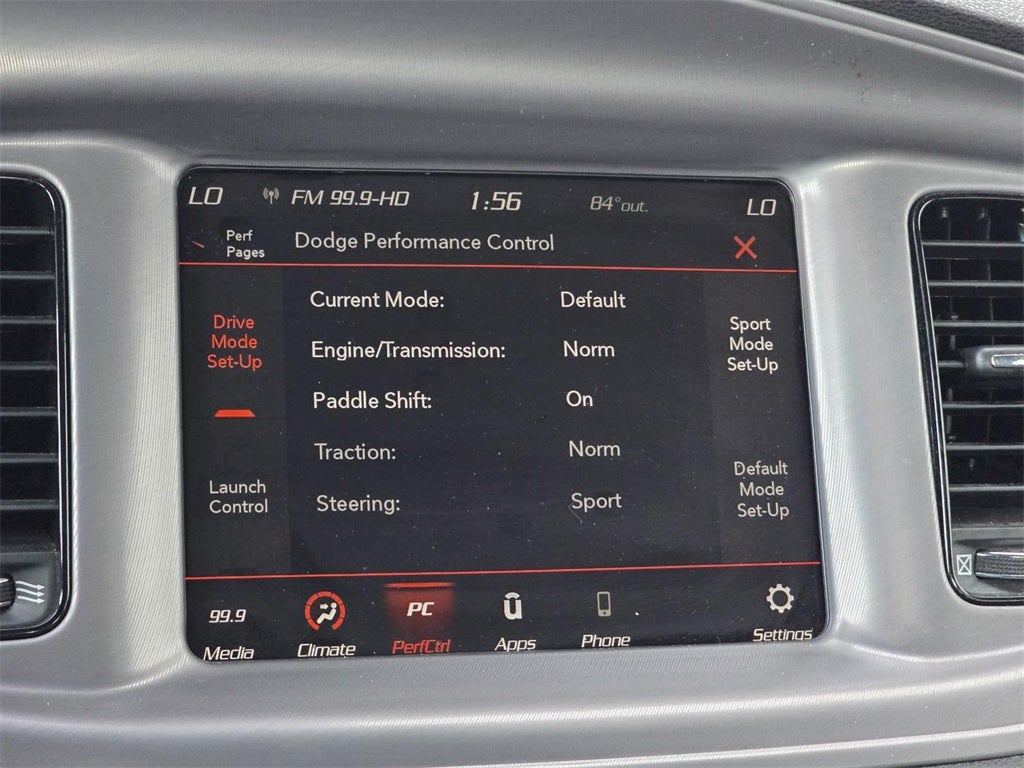 LO FM 99.9-HD 1:56 84°out. LO
Perf
Pages
Dodge Performance Control
Drive
Mode
Set-Up
Launch
Control
Current Mode: Default
Engine/Transmission: Norm
Paddle Shift: On
Traction: Norm
Steering: Sport
Sport
Mode
Set-Up
Default
Mode
Set-Up
99.9
Media
Climate
PC
PerfCtrl
ū
Apps
Phone
Settings